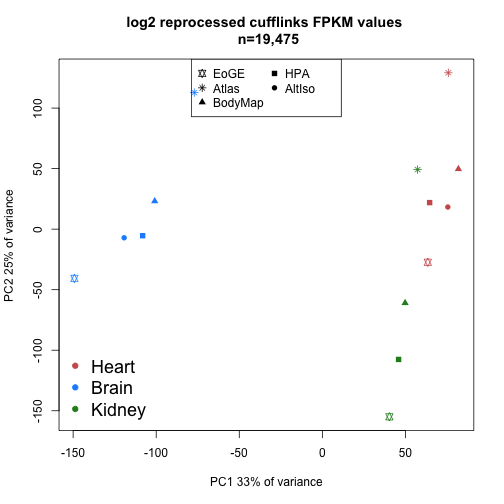 log2 reprocessed cufflinks FPKM values
n=19,475
EoGE HPA
Atlas AltIso
BodyMap
100
50
0
-50
-100
-150
PC2 25% of variance
Heart
Brain
Kidney
-150 -100 -50 0 50
PC1 33% of variance